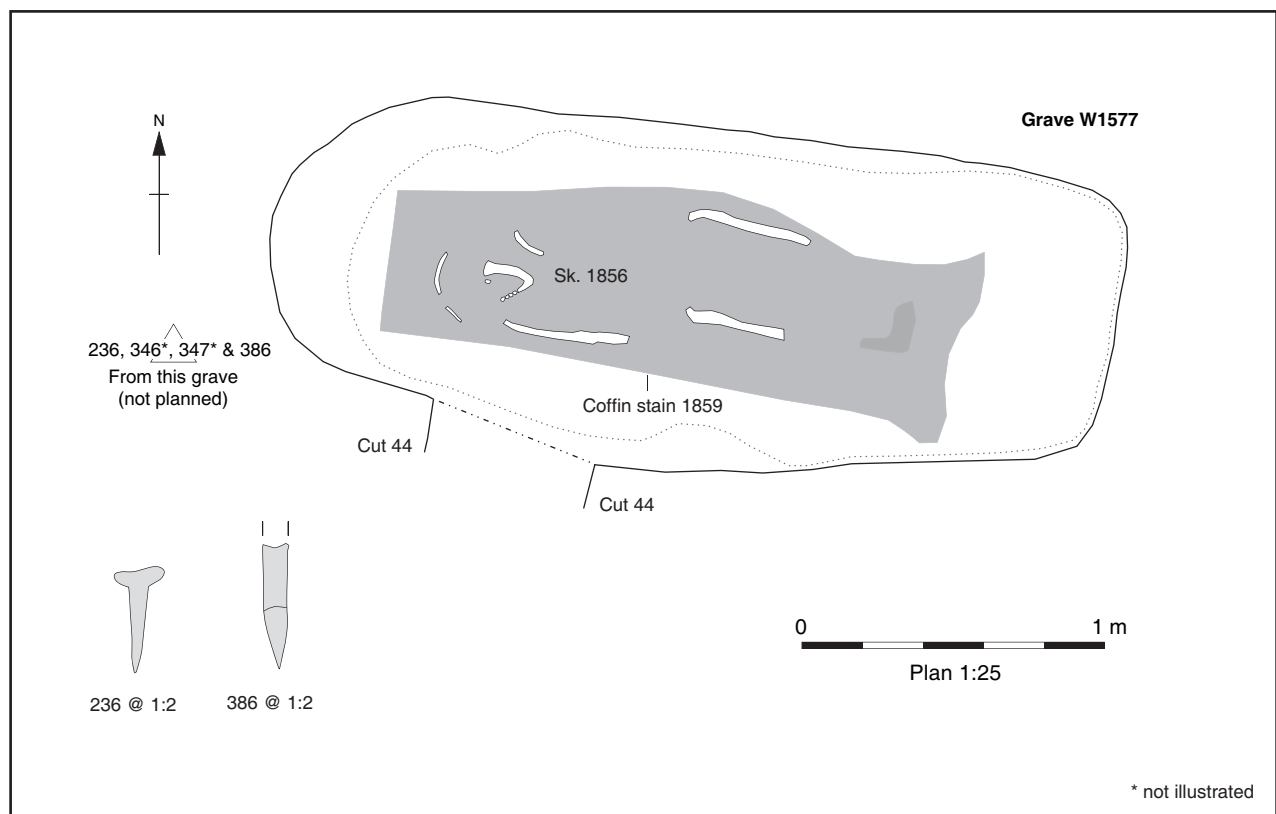 Grave W1577
N
Sk. 1856
236, 346*, 347* & 386
From this grave
(not planned)
Coffin stain 1859
Cut 44
Cut 44
0 1 m
Plan 1:25
236 @ 1:2
386 @ 1:2
* not illustrated